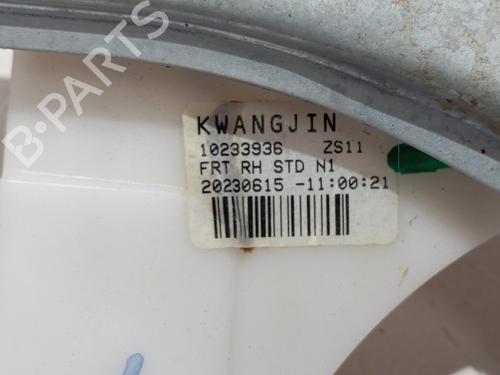 KWANGJIN
10233936 ZS11
FRT RH STD N1
20230615 -11:00:21
B-PARTS